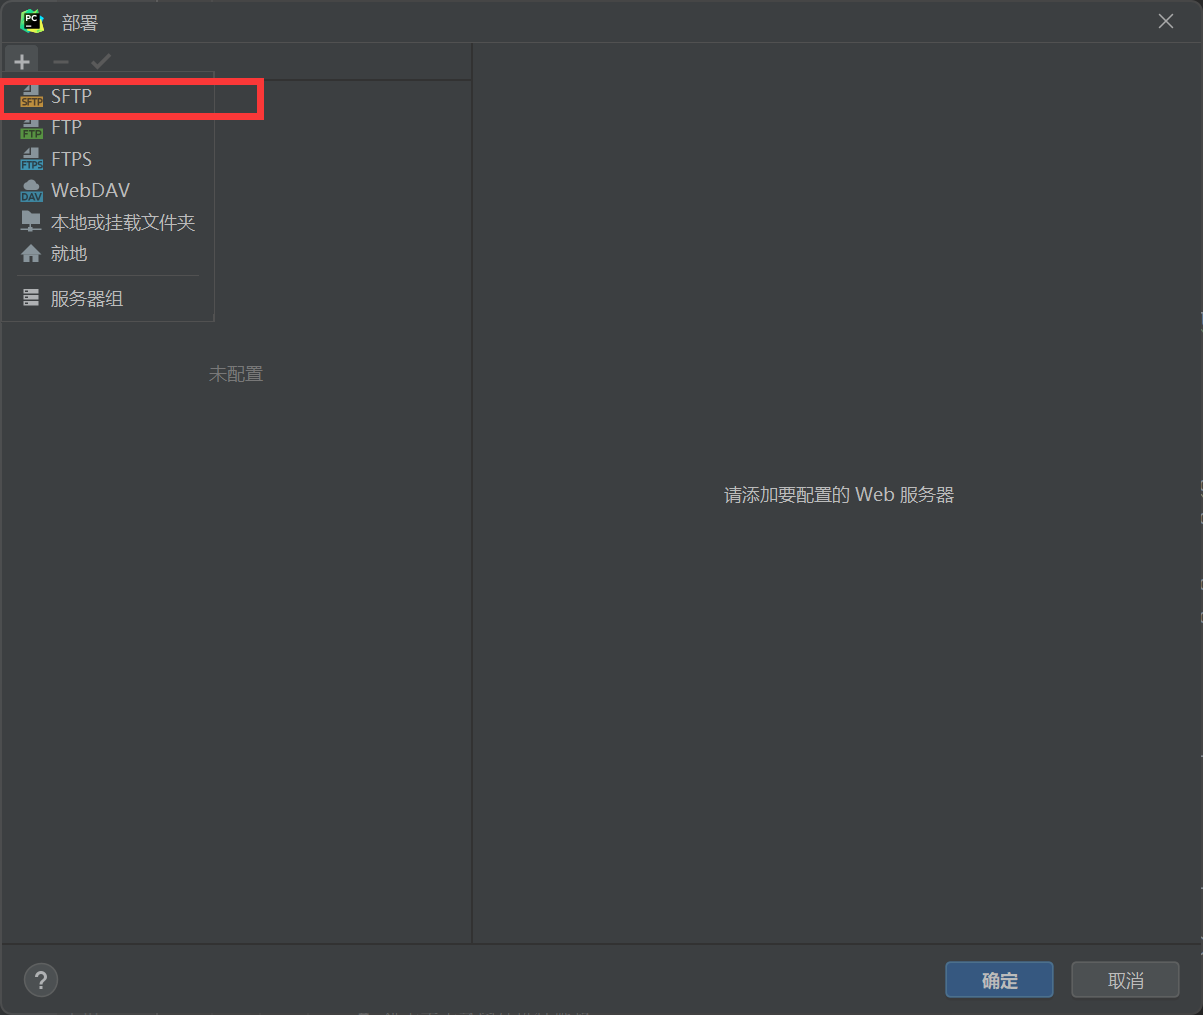 PC
部署
SFTP
SFTP
FTP
FTP
FTPS
FTPS
DAV
WebDAV
本地或挂载文件夹
就地
服务器组
未配置
请添加要配置的 Web 服务器
?
确定
取消